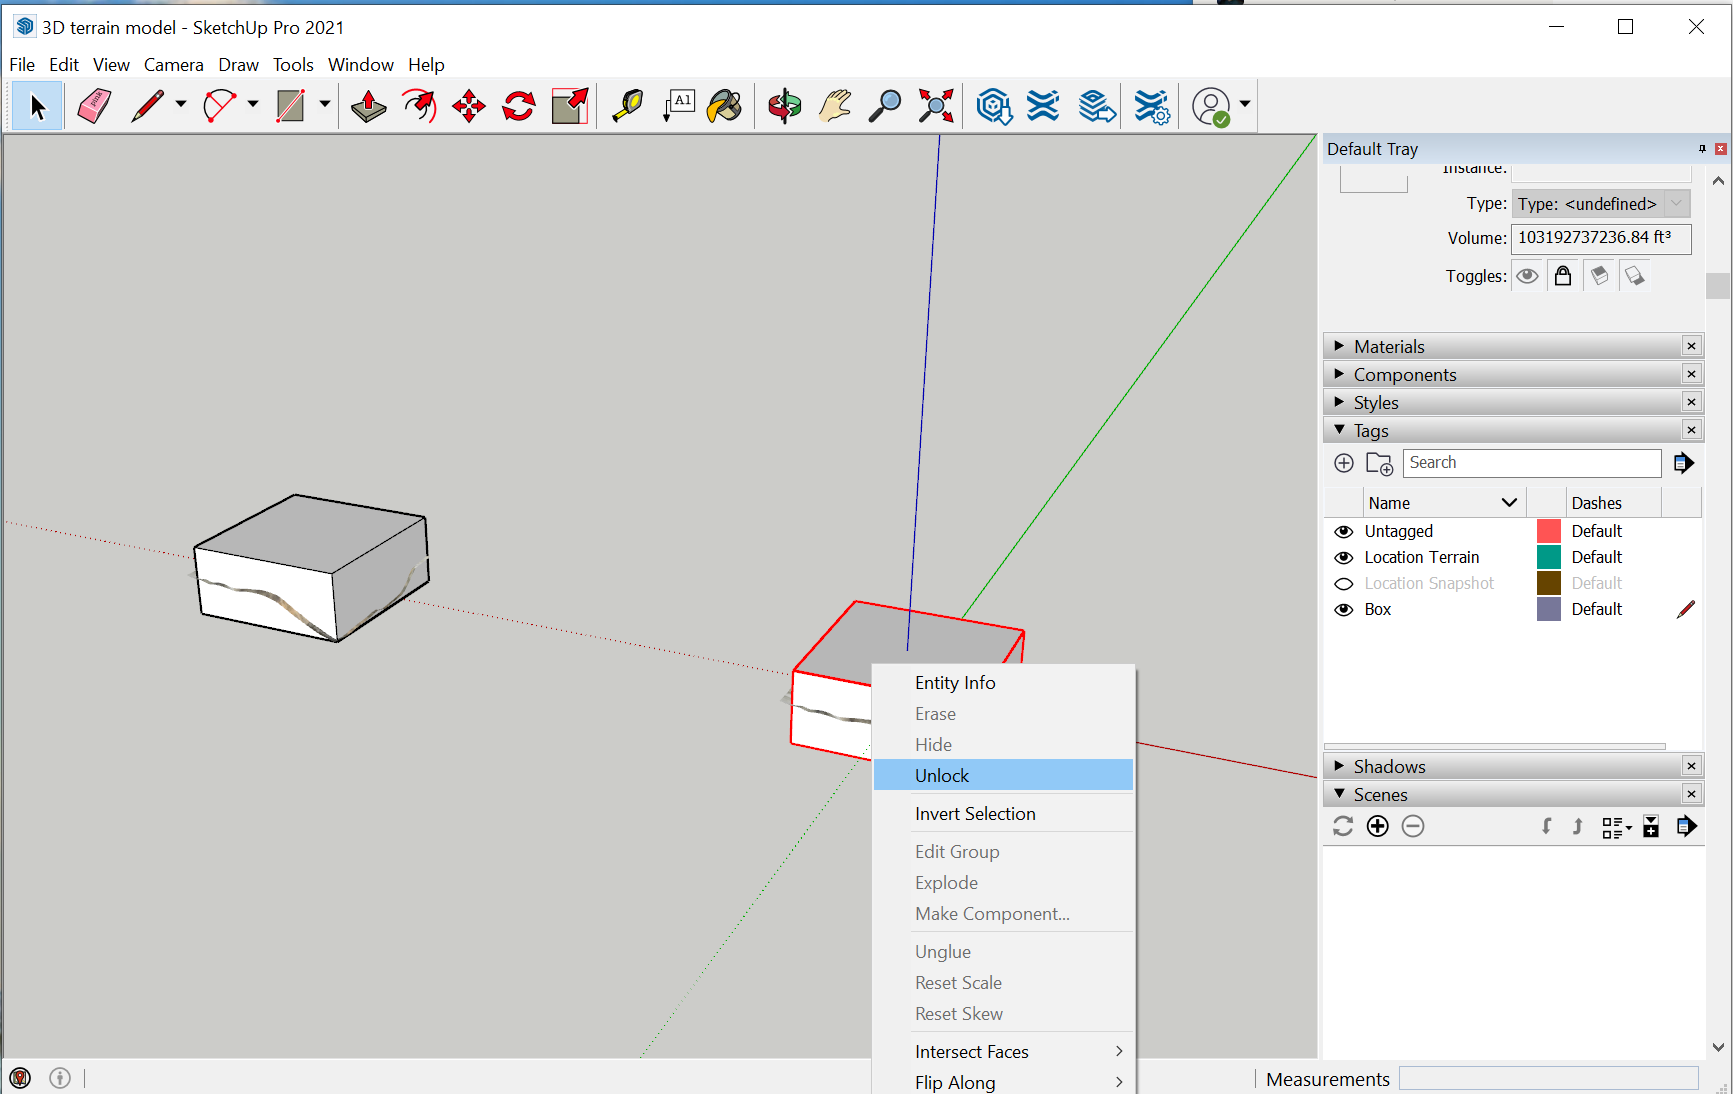 3D terrain model - SketchUp Pro 2021
File Edit View Camera Draw Tools Window Help
A1
Default Tray
Instance:
Type: Type: <undefined>
Volume: 103192737236.84 ft³
Toggles:
Materials
Components
Styles
Tags
Search
Name Dashes
Untagged Default
Location Terrain Default
Location Snapshot Default
Box Default
Shadows
Scenes
Entity Info
Erase
Hide
Unlock
Invert Selection
Edit Group
Explode
Make Component...
Unglue
Reset Scale
Reset Skew
Intersect Faces
Flip Along
Measurements